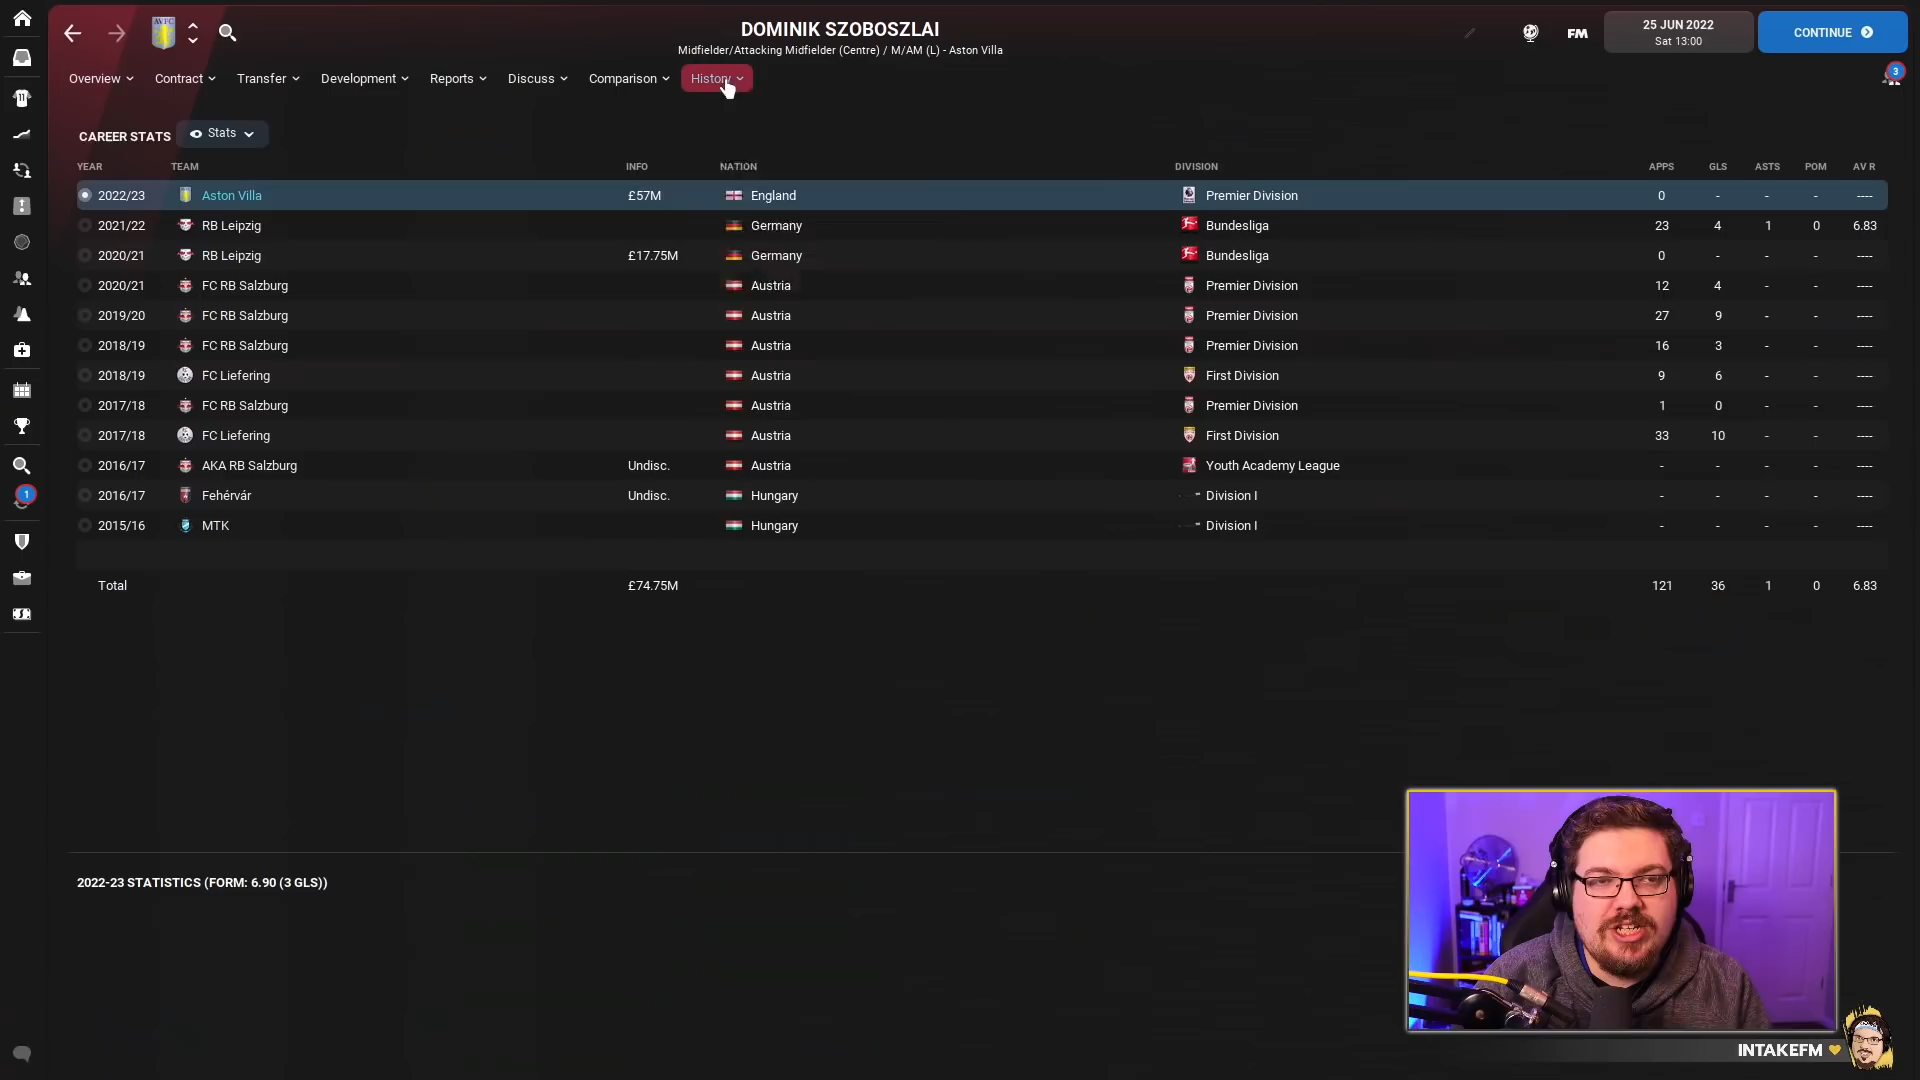 DOMINIK SZOBOSZLAI
Midfielder/Attacking Midfielder (Centre) / M/AM (L) - Aston Villa
FM
25 JUN 2022
Sat 13:00
CONTINUE
Overview
Contract
Transfer
Development
Reports
Discuss
Comparison
History
3
CAREER STATS
Stats
YEAR TEAM INFO NATION DIVISION APPS GLS ASTS POM AV R
2022/23 Aston Villa £57M England Premier Division 0 - - - ----
2021/22 RB Leipzig Germany Bundesliga 23 4 1 0 6.83
2020/21 RB Leipzig £17.75M Germany Bundesliga 0 - - - ----
2020/21 FC RB Salzburg Austria Premier Division 12 4 - - ----
2019/20 FC RB Salzburg Austria Premier Division 27 9 - - ----
2018/19 FC RB Salzburg Austria Premier Division 16 3 - - ----
2018/19 FC Liefering Austria First Division 9 6 - - ----
2017/18 FC RB Salzburg Austria Premier Division 1 0 - - ----
2017/18 FC Liefering Austria First Division 33 10 - - ----
2016/17 AKA RB Salzburg Undisc. Austria Youth Academy League - - - - ----
2016/17 Fehérvár Undisc. Hungary Division I - - - - ----
2015/16 MTK Hungary Division I - - - - ----
Total £74.75M 121 36 1 0 6.83
1
2022-23 STATISTICS (FORM: 6.90 (3 GLS))
INTAKEFM